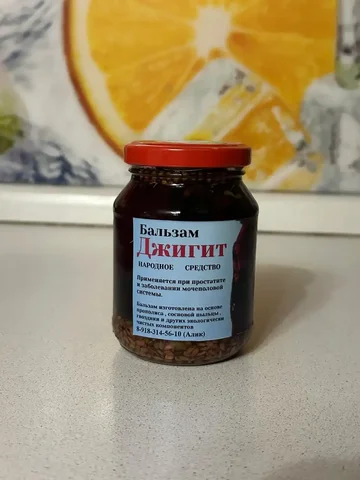 Бальзам
Джигит
НАРОДНОЕ СРЕДСТВО
Применяется при простатите
и заболевании мочеполовой
системы.
Бальзам изготовлена на основе
прополиса , сосновой пыльцы ,
гвоздики и других экологически
чистых компонентов
8-918-314-56-10 (Алик)